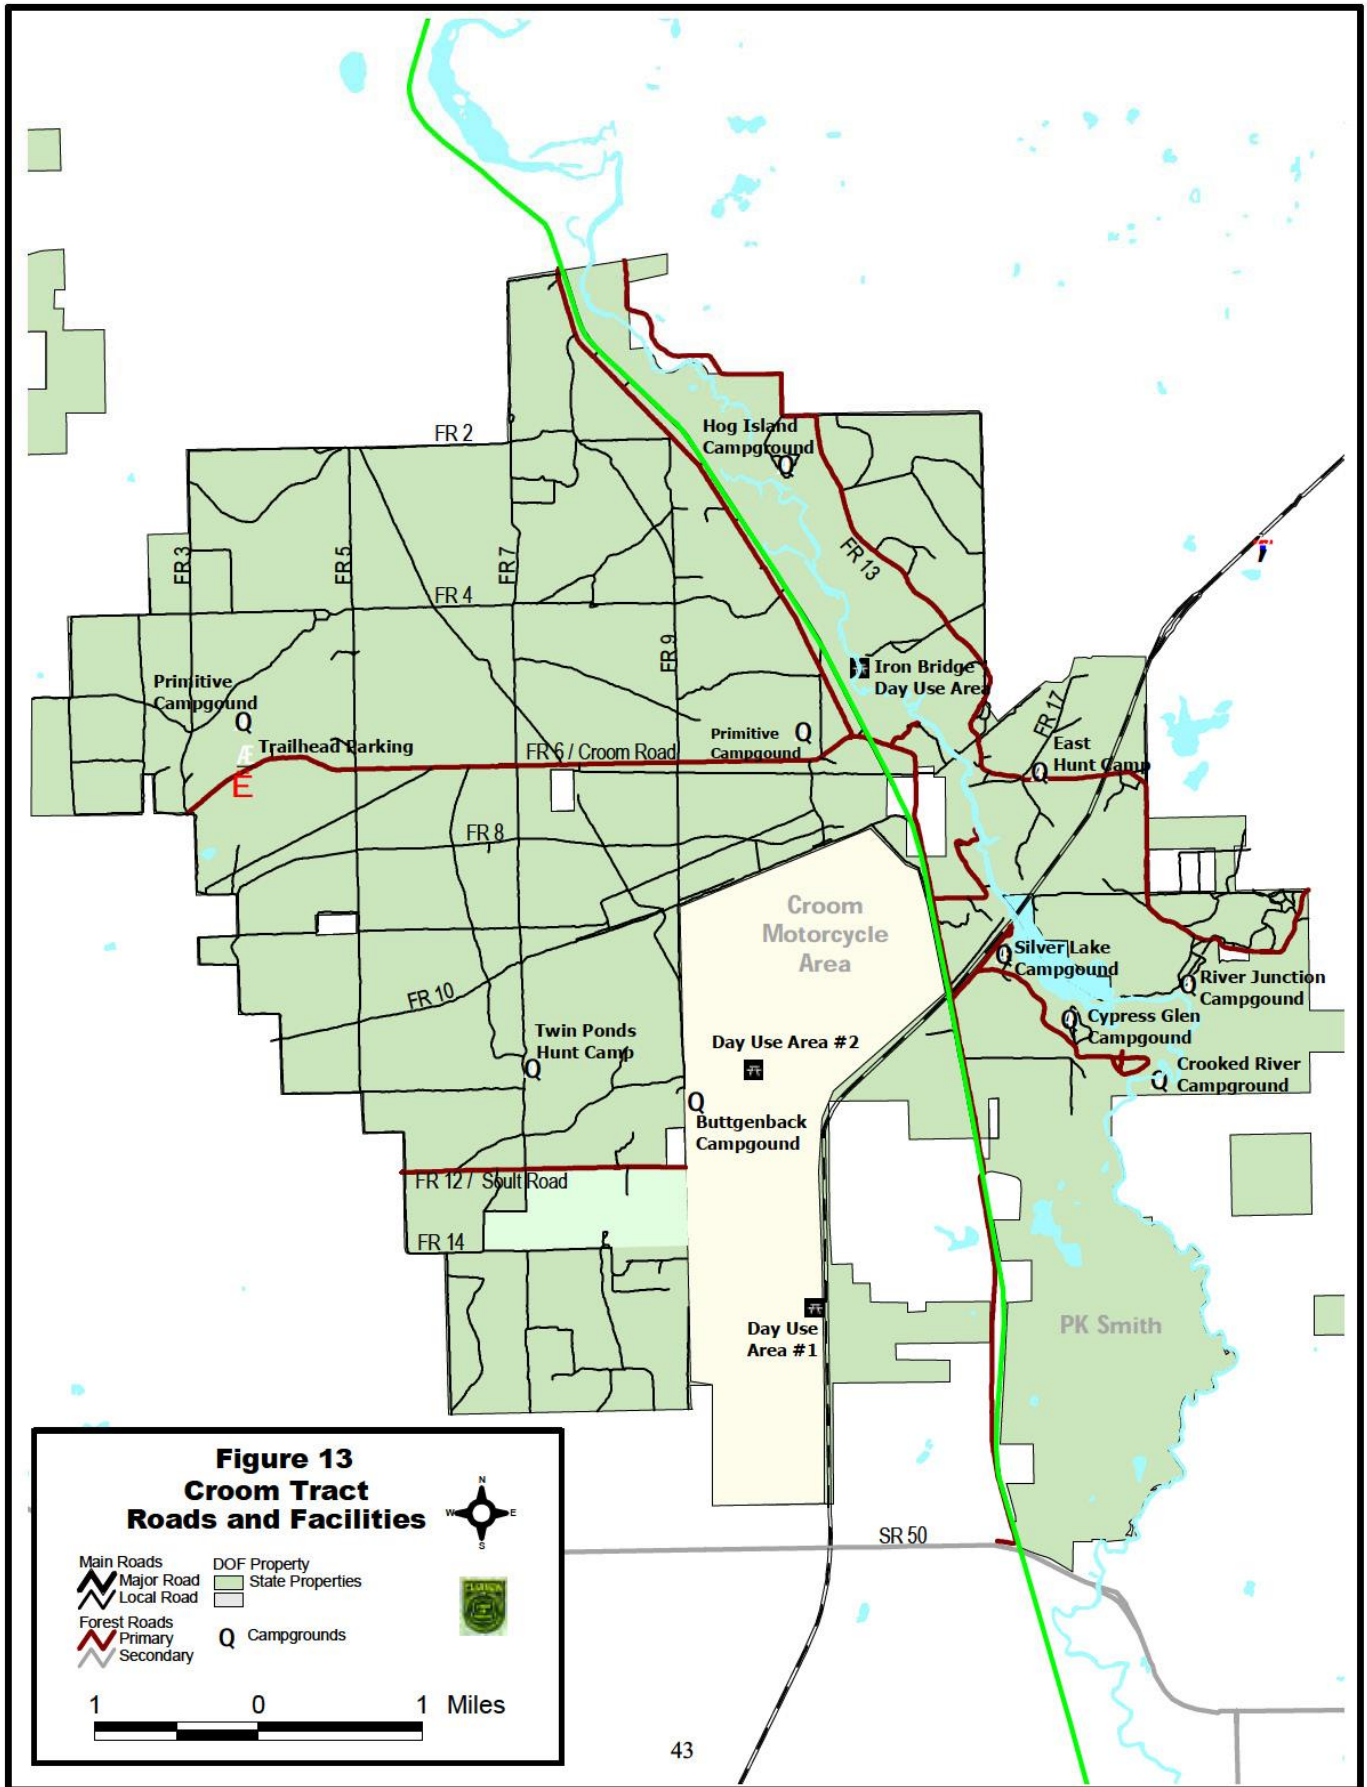 Hog Island
Campground
FR 2
FR 3
FR 5
FR 7
FR 13
FR 4
FR 9
Iron Bridge
Day Use Area
Primitive
Campgound
FR 17
Trailhead Parking
Æ
E
FR 6 / Croom Road
Primitive
Campgound
East
Hunt Camp
FR 8
Croom
Motorcycle
Area
Silver Lake
Campgound
River Junction
Campgound
FR 10
Cypress Glen
Campgound
Twin Ponds
Hunt Camp
Day Use Area #2
Crooked River
Campground
Buttgenback
Campgound
FR 12 / Soult Road
FR 14
Day Use
Area #1
PK Smith
SR 50
Figure 13
Croom Tract
Roads and Facilities
N
W E
S
Main Roads
Major Road
Local Road
DOF Property
State Properties
Forest Roads
Primary
Secondary
Q Campgrounds
1 0 1 Miles
43